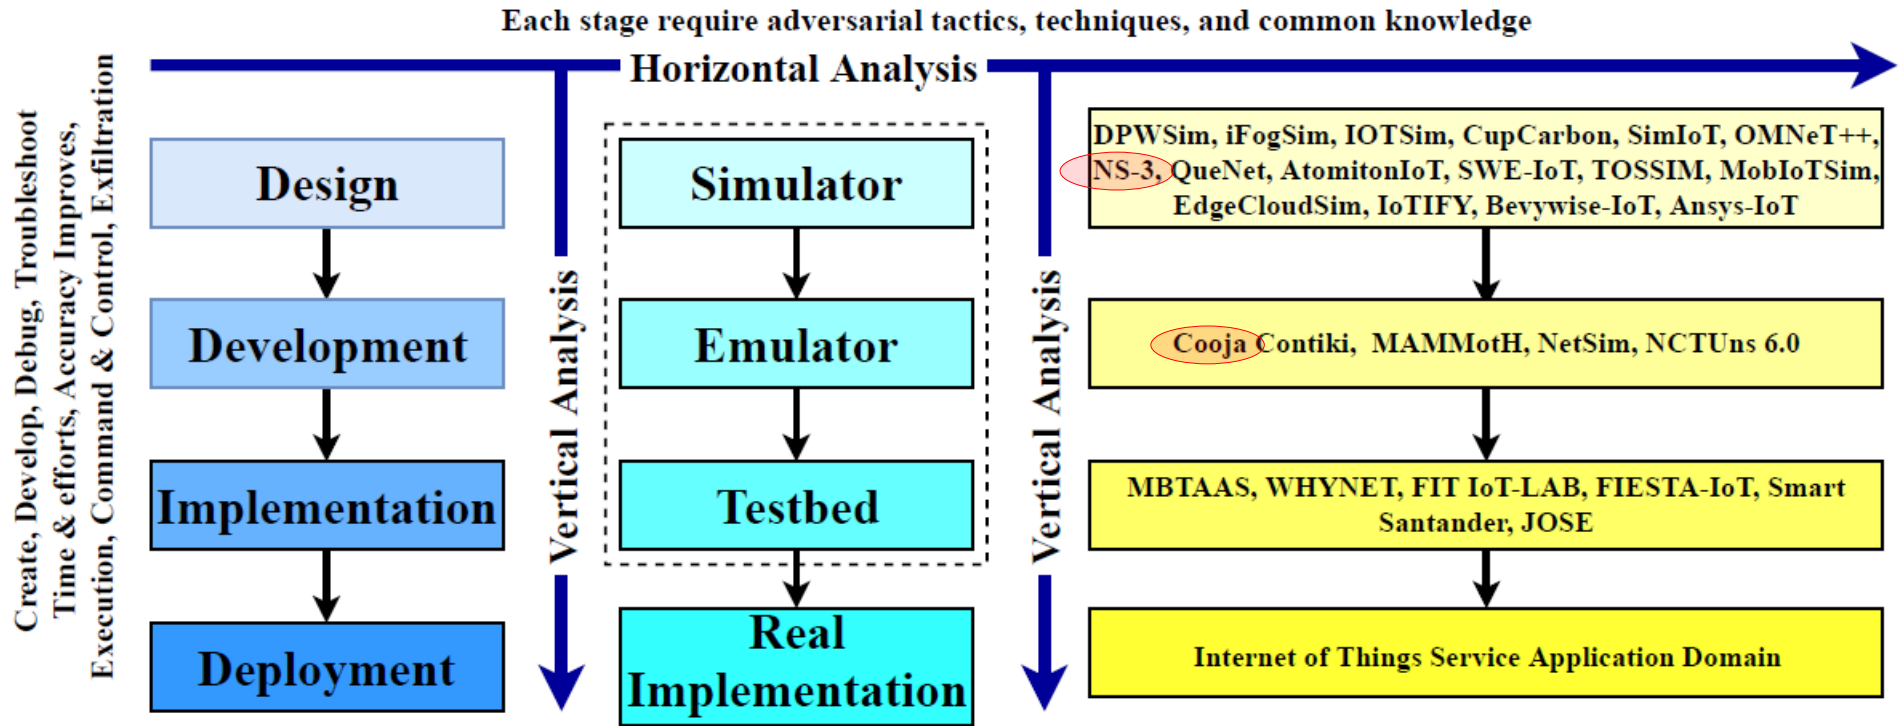 Each stage require adversarial tactics, techniques, and common knowledge
Horizontal Analysis
Create, Develop, Debug, Troubleshoot
Time & efforts, Accuracy Improves,
Execution, Command & Control, Exfiltration
Design
Development
Implementation
Deployment
Vertical Analysis
Simulator
Emulator
Testbed
Real
Implementation
Vertical Analysis
DPWSim, iFogSim, IOTSim, CupCarbon, SimIoT, OMNeT++,
NS-3, QueNet, AtomitonIoT, SWE-IoT, TOSSIM, MobIoTSim,
EdgeCloudSim, IoTIFY, Bevywise-IoT, Ansys-IoT
Cooja Contiki, MAMMotH, NetSim, NCTUns 6.0
MBTAAS, WHYNET, FIT IoT-LAB, FIESTA-IoT, Smart
Santander, JOSE
Internet of Things Service Application Domain